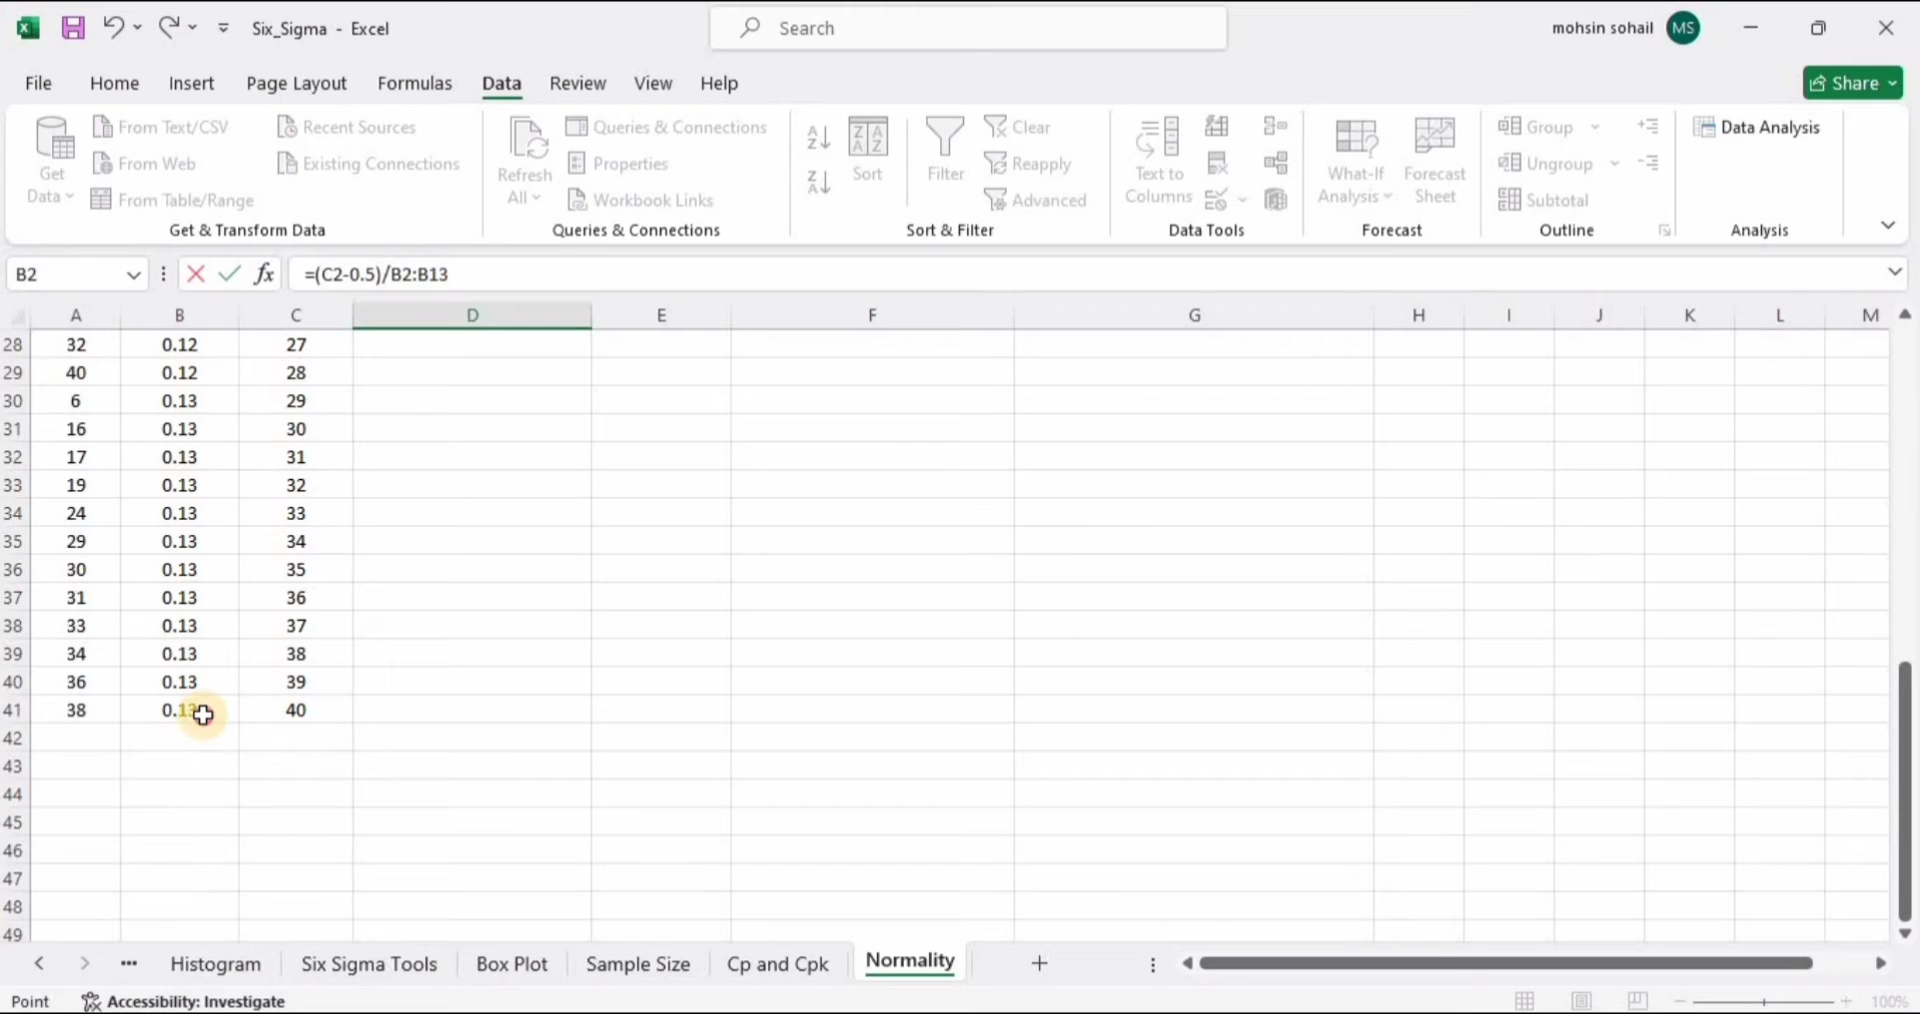 Six_Sigma - Excel
Search
mohsin sohail MS
File Home Insert Page Layout Formulas Data Review View Help Share
Get Data
From Text/CSV
From Web
From Table/Range
Recent Sources
Existing Connections
Get & Transform Data
Refresh All
Queries & Connections
Properties
Workbook Links
Queries & Connections
Sort
Filter
Clear
Reapply
Advanced
Sort & Filter
Text to Columns
Data Tools
What-If Analysis
Forecast Sheet
Forecast
Group
Ungroup
Subtotal
Outline
Data Analysis
Analysis
B2 fx =(C2-0.5)/B2:B13
A B C D E F G H I J K L M
28 32 0.12 27
29 40 0.12 28
30 6 0.13 29
31 16 0.13 30
32 17 0.13 31
33 19 0.13 32
34 24 0.13 33
35 29 0.13 34
36 30 0.13 35
37 31 0.13 36
38 33 0.13 37
39 34 0.13 38
40 36 0.13 39
41 38 0.13 40
42
43
44
45
46
47
48
49
Histogram Six Sigma Tools Box Plot Sample Size Cp and Cpk Normality
Point Accessibility: Investigate 100%